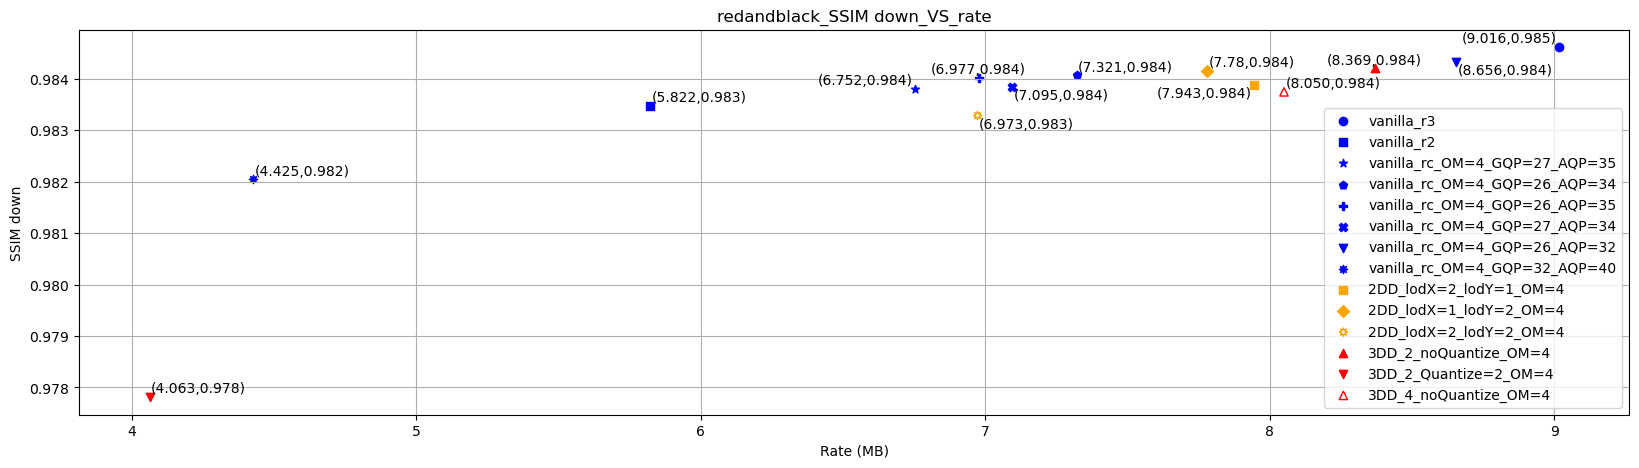 redandblack_SSIM down_VS_rate
SSIM down
0.984
0.983
0.982
0.981
0.980
0.979
0.978
(9.016,0.985)
(8.656,0.984)
(8.369,0.984)
(8.050,0.984)
(7.943,0.984)
(7.78,0.984)
(7.321,0.984)
(7.095,0.984)
(6.977,0.984)
(6.973,0.983)
(6.752,0.984)
(5.822,0.983)
(4.425,0.982)
(4.063,0.978)
vanilla_r3
vanilla_r2
vanilla_rc_OM=4_GQP=27_AQP=35
vanilla_rc_OM=4_GQP=26_AQP=34
vanilla_rc_OM=4_GQP=26_AQP=35
vanilla_rc_OM=4_GQP=27_AQP=34
vanilla_rc_OM=4_GQP=26_AQP=32
vanilla_rc_OM=4_GQP=32_AQP=40
2DD_lodX=2_lodY=1_OM=4
2DD_lodX=1_lodY=2_OM=4
2DD_lodX=2_lodY=2_OM=4
3DD_2_noQuantize_OM=4
3DD_2_Quantize=2_OM=4
3DD_4_noQuantize_OM=4
4
5
6
7
8
9
Rate (MB)